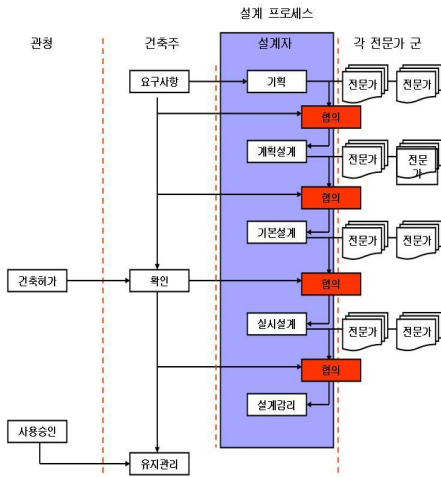 설계 프로세스
관청
건축주
설계자
각 전문가 군
요구사항
기획
전문가
전문가
협의
계획설계
전문가
전문
가
협의
기본설계
전문가
전문가
건축허가
확인
협의
실시설계
전문가
전문가
협의
설계감리
사용승인
유지관리